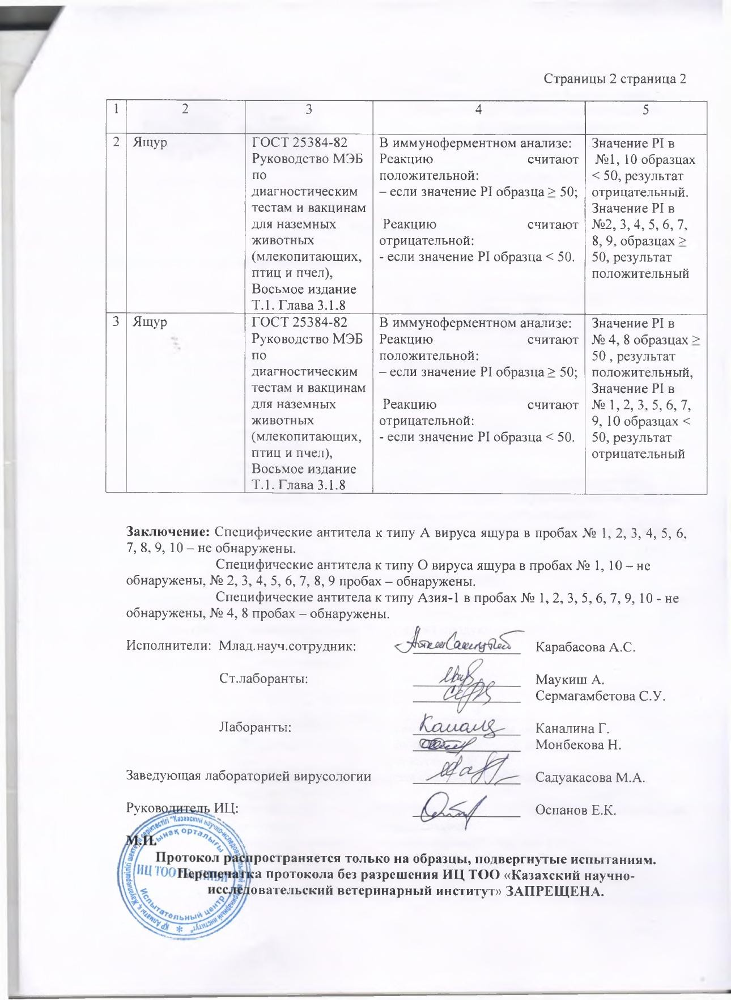 Страницы 2 страница 2
1 2 3 4 5
2 Ящур
ГОСТ 25384-82
Руководство МЭБ
по
диагностическим
тестам и вакцинам
для наземных
животных
(млекопитающих,
птиц и пчел),
Восьмое издание
Т.1. Глава 3.1.8
В иммуноферментном анализе:
Реакцию считают
положительной:
– если значение PI образца ≥ 50;
Реакцию считают
отрицательной:
- если значение PI образца < 50.
Значение PI в
№1, 10 образцах
< 50, результат
отрицательный.
Значение PI в
№2, 3, 4, 5, 6, 7,
8, 9, образцах ≥
50, результат
положительный
3 Ящур
ГОСТ 25384-82
Руководство МЭБ
по
диагностическим
тестам и вакцинам
для наземных
животных
(млекопитающих,
птиц и пчел),
Восьмое издание
Т.1. Глава 3.1.8
В иммуноферментном анализе:
Реакцию считают
положительной:
– если значение PI образца ≥ 50;
Реакцию считают
отрицательной:
- если значение PI образца < 50.
Значение PI в
№ 4, 8 образцах ≥
50 , результат
положительный,
Значение PI в
№ 1, 2, 3, 5, 6, 7,
9, 10 образцах <
50, результат
отрицательный
Заключение: Специфические антитела к типу А вируса ящура в пробах № 1, 2, 3, 4, 5, 6,
7, 8, 9, 10 – не обнаружены.
Специфические антитела к типу О вируса ящура в пробах № 1, 10 – не
обнаружены, № 2, 3, 4, 5, 6, 7, 8, 9 пробах – обнаружены.
Специфические антитела к типу Азия-1 в пробах № 1, 2, 3, 5, 6, 7, 9, 10 - не
обнаружены, № 4, 8 пробах – обнаружены.
Исполнители: Млад.науч.сотрудник: Карабасова А.С.
Ст.лаборанты: Маукиш А.
Сермагамбетова С.У.
Лаборанты: Каналина Г.
Монбекова Н.
Заведующая лабораторией вирусологии Садуакасова М.А.
Руководитель ИЦ: Оспанов Е.К.
М.П.
Протокол распространяется только на образцы, подвергнутые испытаниям.
Перепечатка протокола без разрешения ИЦ ТОО «Казахский научно-
исследовательский ветеринарный институт» ЗАПРЕЩЕНА.
ИЦ ТОО
Испытательный центр